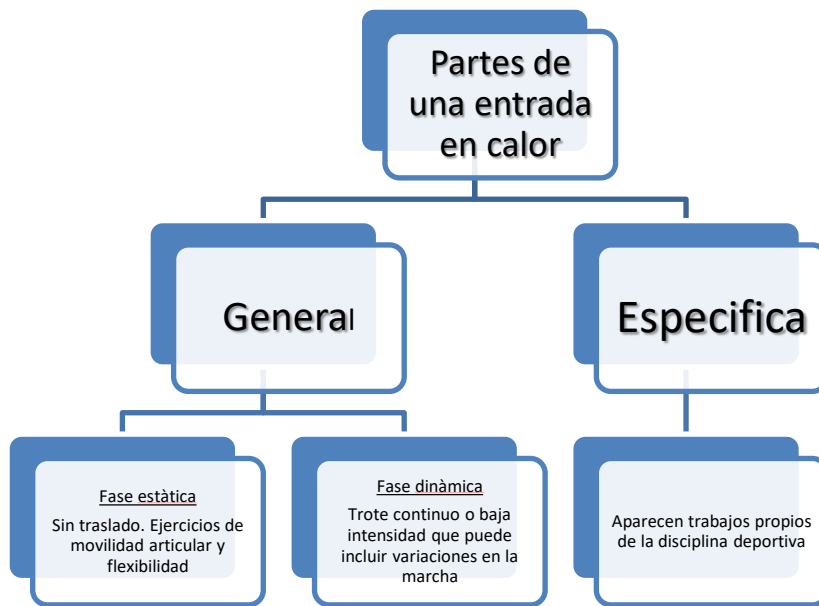 Partes de
una entrada
en calor
General
Especifica
Fase estàtica
Sin traslado. Ejercicios de
movilidad articular y
flexibilidad
Fase dinàmica
Trote continuo o baja
intensidad que puede
incluir variaciones en la
marcha
Aparecen trabajos propios
de la disciplina deportiva